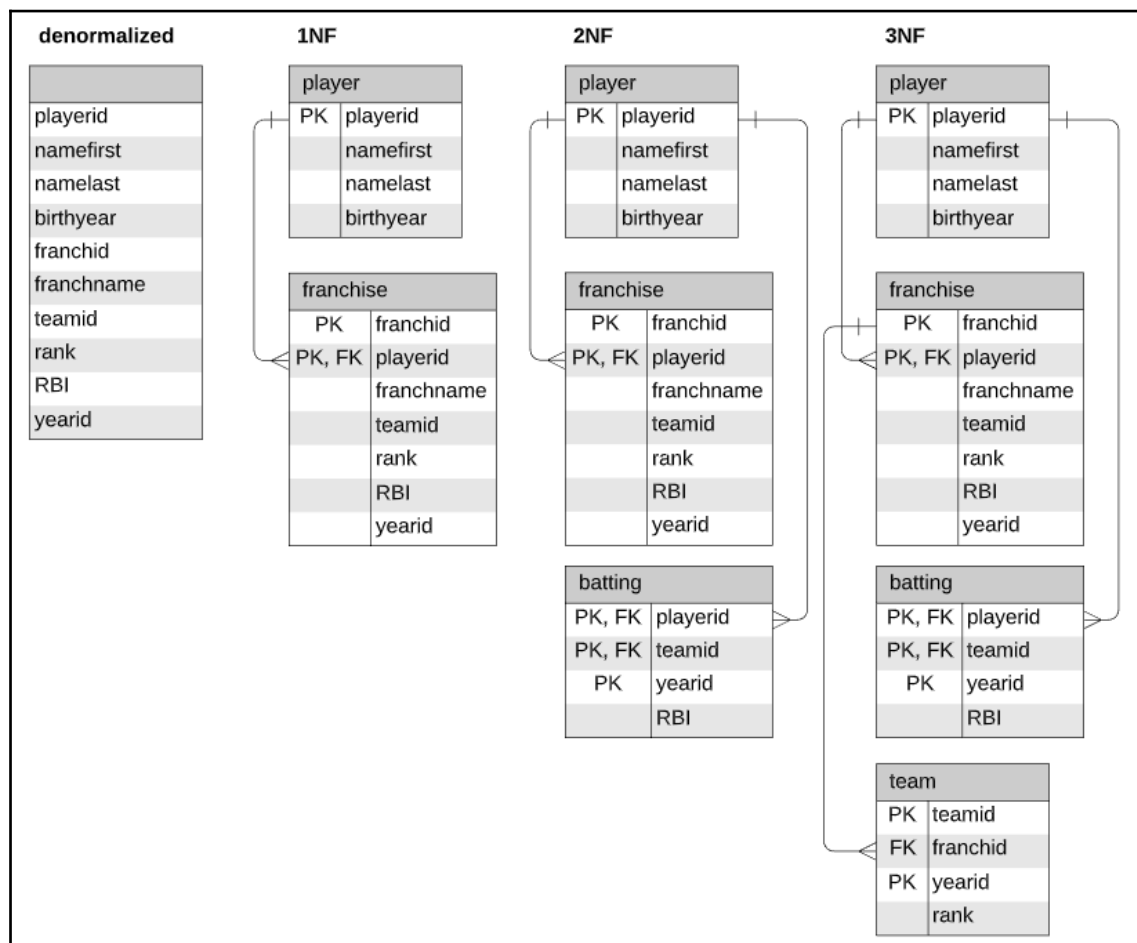 denormalized
playerid
namefirst
namelast
birthyear
franchid
franchname
teamid
rank
RBI
yearid
1NF
player
PK playerid
namefirst
namelast
birthyear
franchise
PK franchid
PK, FK playerid
franchname
teamid
rank
RBI
yearid
2NF
player
PK playerid
namefirst
namelast
birthyear
franchise
PK franchid
PK, FK playerid
franchname
teamid
rank
RBI
yearid
batting
PK, FK playerid
PK, FK teamid
PK yearid
RBI
3NF
player
PK playerid
namefirst
namelast
birthyear
franchise
PK franchid
PK, FK playerid
franchname
teamid
rank
RBI
yearid
batting
PK, FK playerid
PK, FK teamid
PK yearid
RBI
team
PK teamid
FK franchid
PK yearid
rank